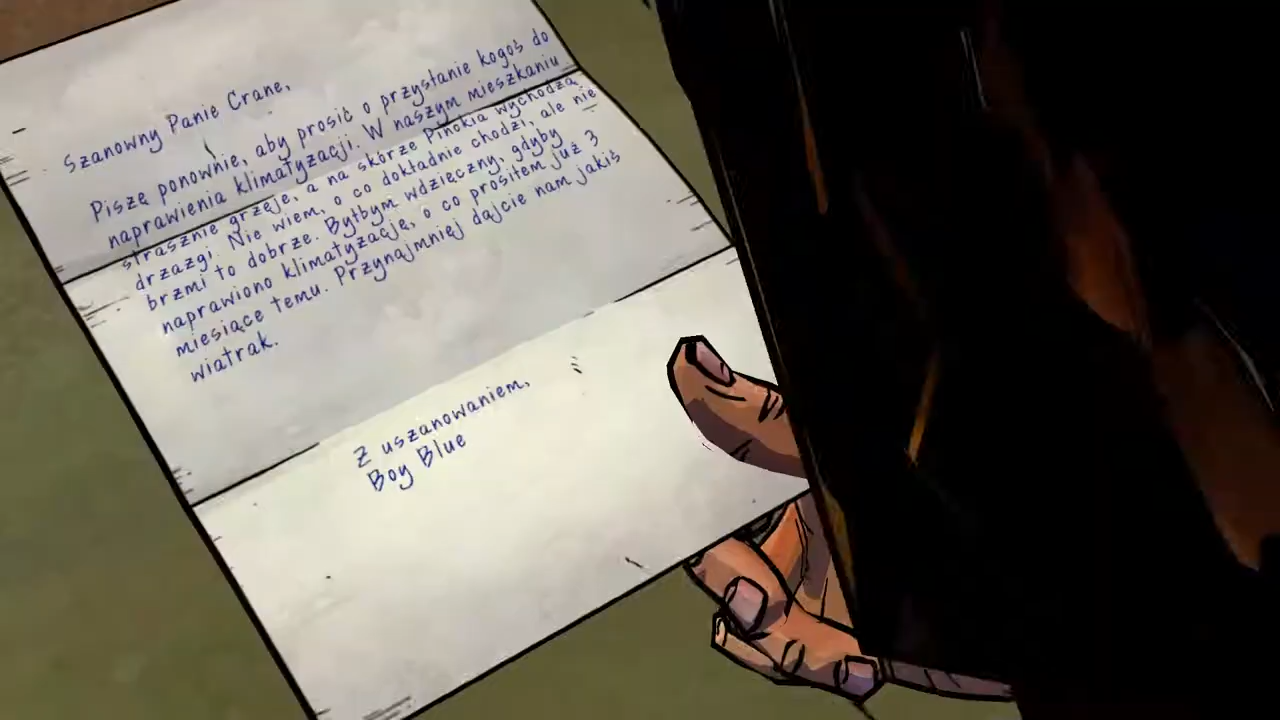 Szanowny Panie Crane,
Piszę ponownie, aby prosić o przysłanie kogoś do
naprawienia klimatyzacji. W naszym mieszkaniu
strasznie grzeje, a na skórze Pinokia wychodzą
drzazgi. Nie wiem, o co dokładnie chodzi, ale nie
brzmi to dobrze. Byłbym wdzięczny, gdyby
naprawiono klimatyzację, o co prosiłem już 3
miesiące temu. Przynajmniej dajcie nam jakiś
wiatrak.
Z uszanowaniem,
Boy Blue